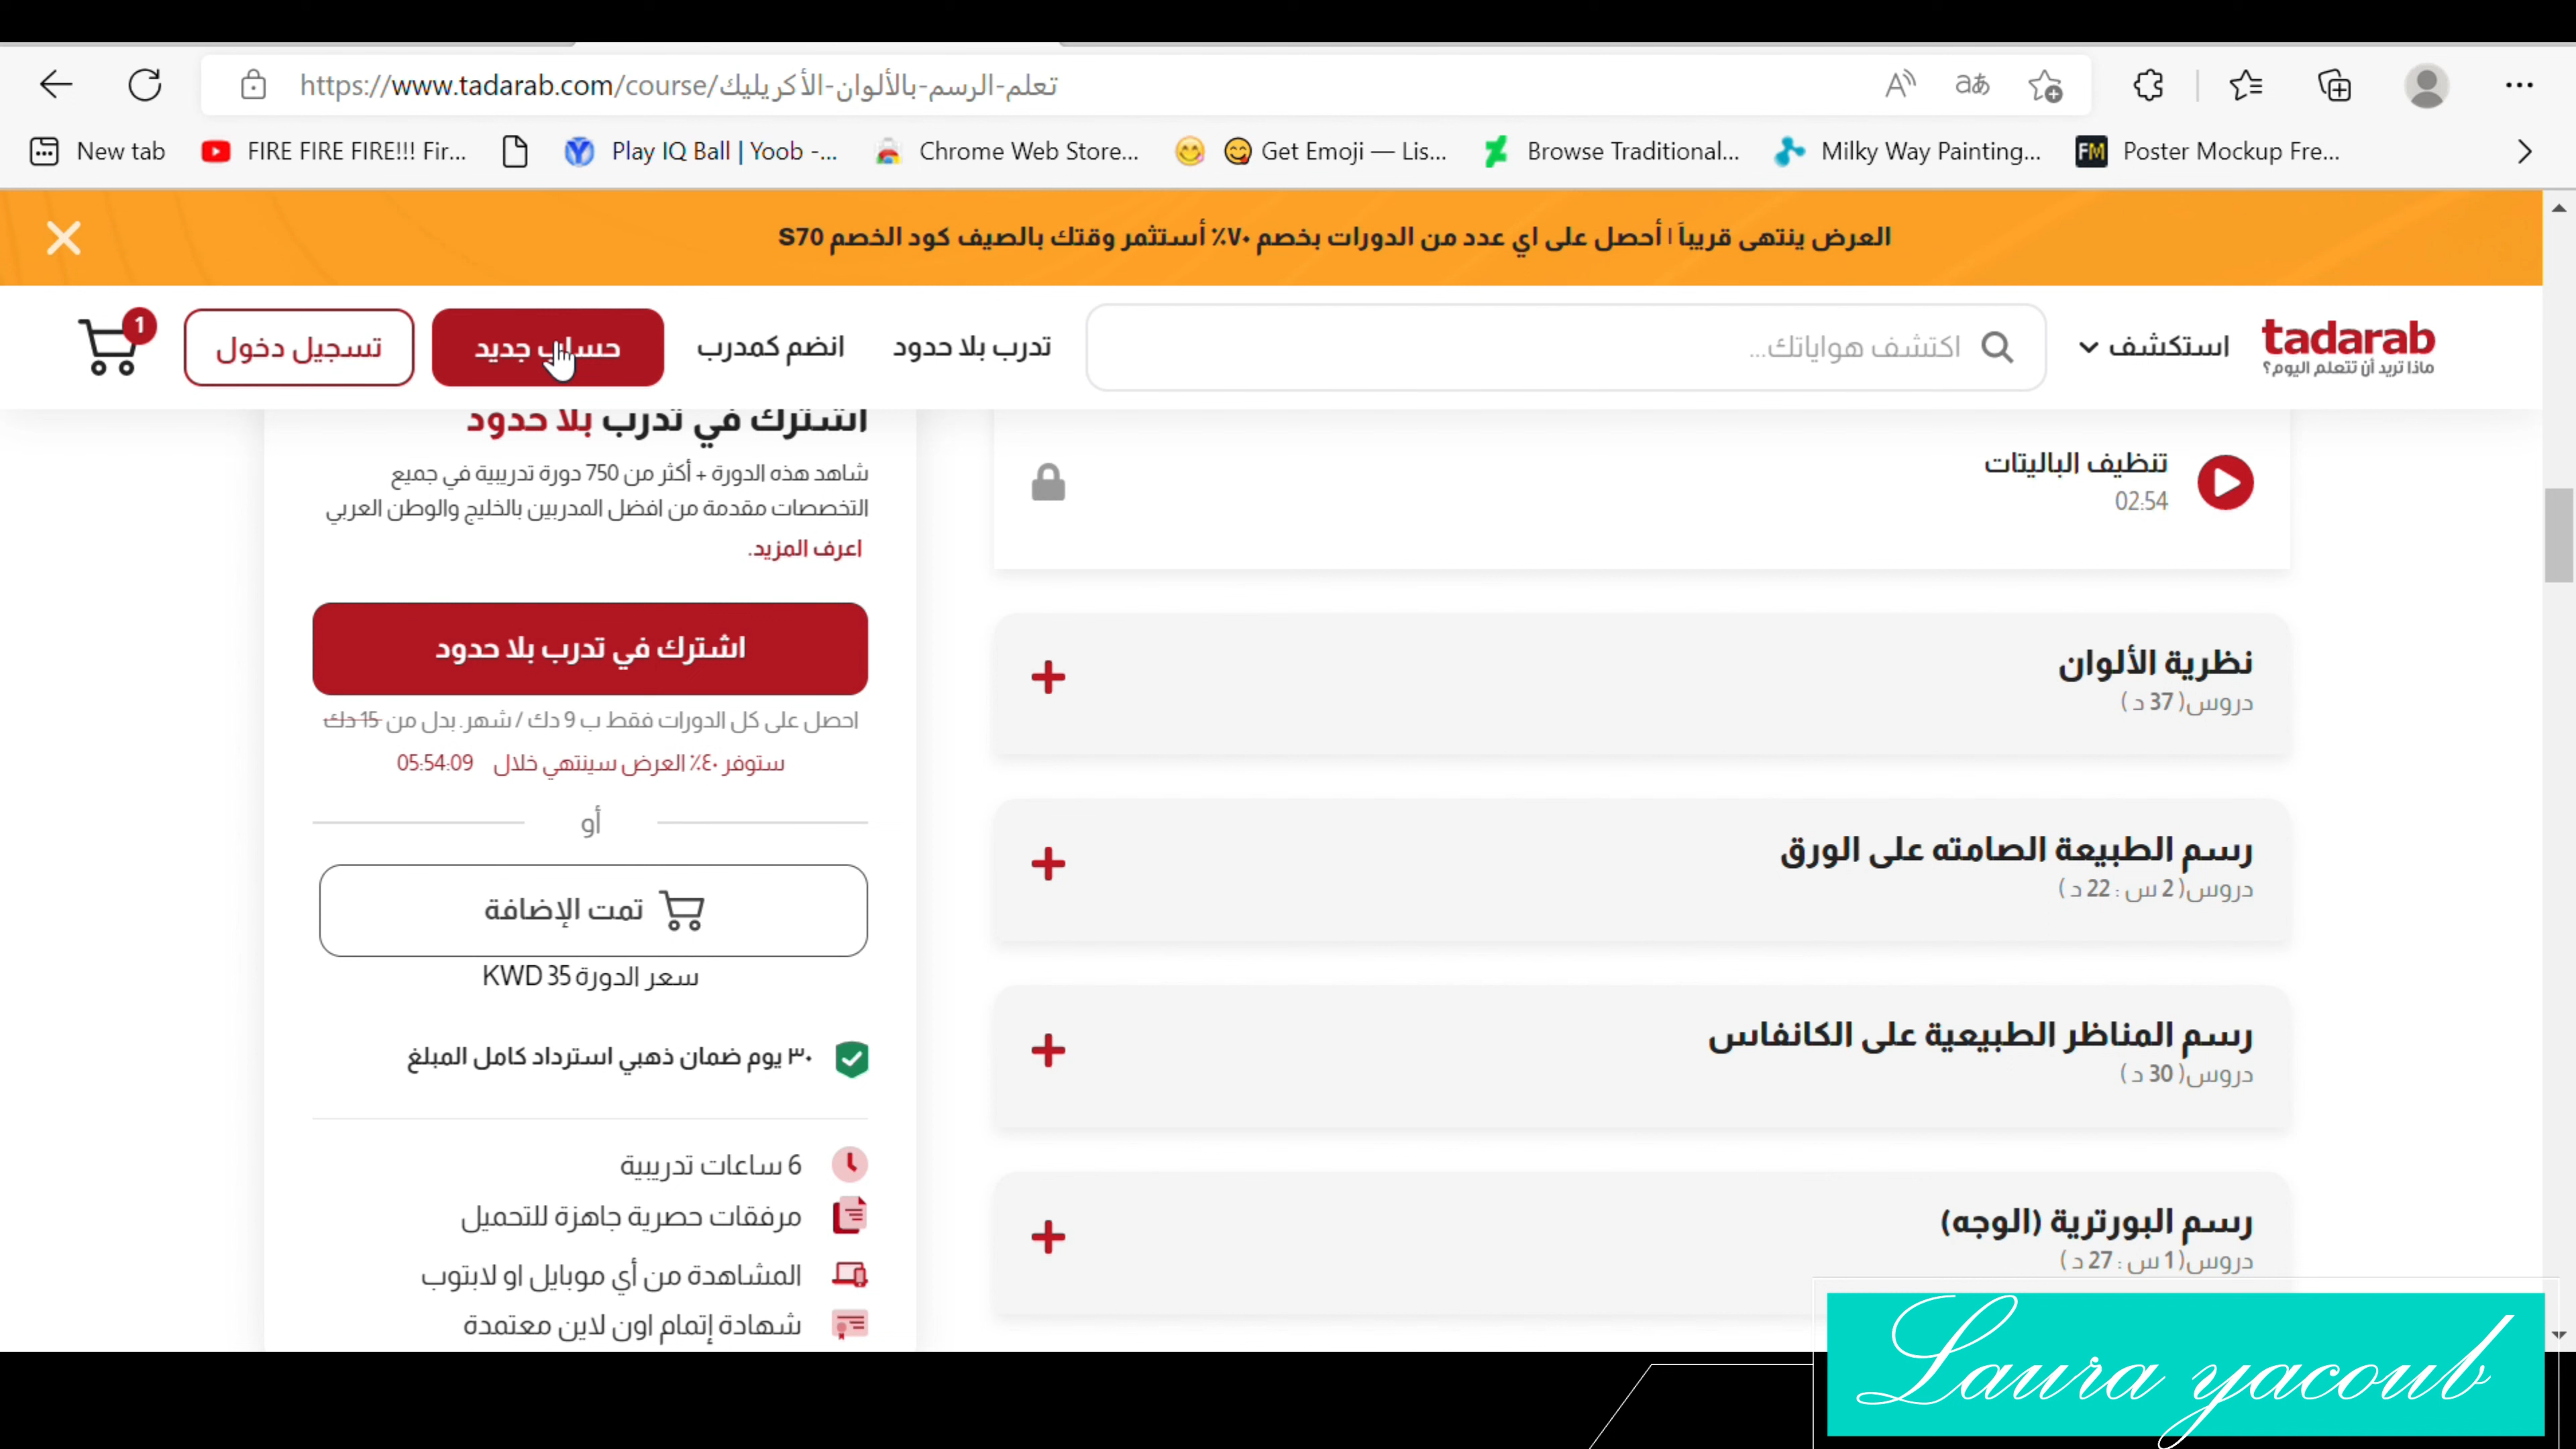 https://www.tadarab.com/course/تعلم-الرسم-بالألوان-الأكريليك
New tab
FIRE FIRE FIRE!!! Fir...
Play IQ Ball | Yoob -...
Chrome Web Store...
Get Emoji — Lis...
Browse Traditional...
Milky Way Painting...
FM
Poster Mockup Fre...
العرض ينتهى قريباً | أحصل على اي عدد من الدورات بخصم ٧٠٪ أستثمر وقتك بالصيف كود الخصم S70
tadarab
ماذا تريد أن تتعلم اليوم؟
استكشف
اكتشف هواياتك...
تدرب بلا حدود
انضم كمدرب
حساب جديد
تسجيل دخول
1
تنظيف الباليتات
02:54
نظرية الألوان
دروس( 37 د )
رسم الطبيعة الصامته على الورق
دروس( 2 س : 22 د )
رسم المناظر الطبيعية على الكانفاس
دروس( 30 د )
رسم البورترية (الوجه)
دروس( 1 س : 27 د )
اشترك في تدرب بلا حدود
شاهد هذه الدورة + أكثر من 750 دورة تدريبية في جميع
التخصصات مقدمة من افضل المدربين بالخليج والوطن العربي
اعرف المزيد.
اشترك في تدرب بلا حدود
احصل على كل الدورات فقط ب 9 دك / شهر. بدل من 15 دك
ستوفر ٤٠٪ العرض سينتهي خلال 05:54:09
أو
تمت الإضافة
سعر الدورة 35 KWD
٣٠ يوم ضمان ذهبي استرداد كامل المبلغ
6 ساعات تدريبية
مرفقات حصرية جاهزة للتحميل
المشاهدة من أي موبايل او لابتوب
شهادة إتمام اون لاين معتمدة
Laura yacoub